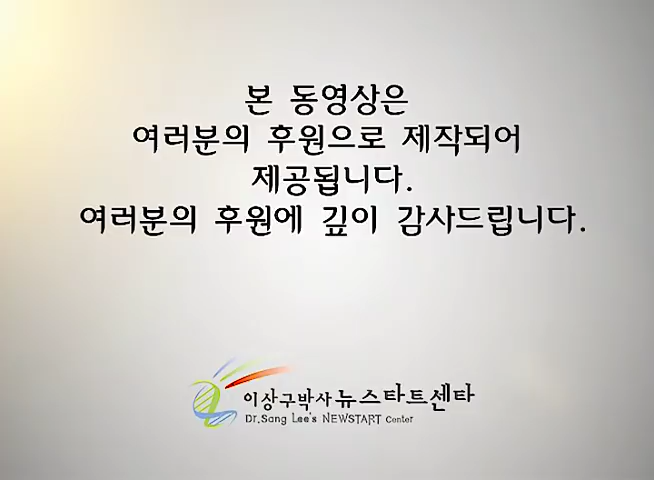 본 동영상은
여러분의 후원으로 제작되어
제공됩니다.
여러분의 후원에 깊이 감사드립니다.
이상구박사 뉴스타트센타
Dr.Sang Lee's NEWSTART Center